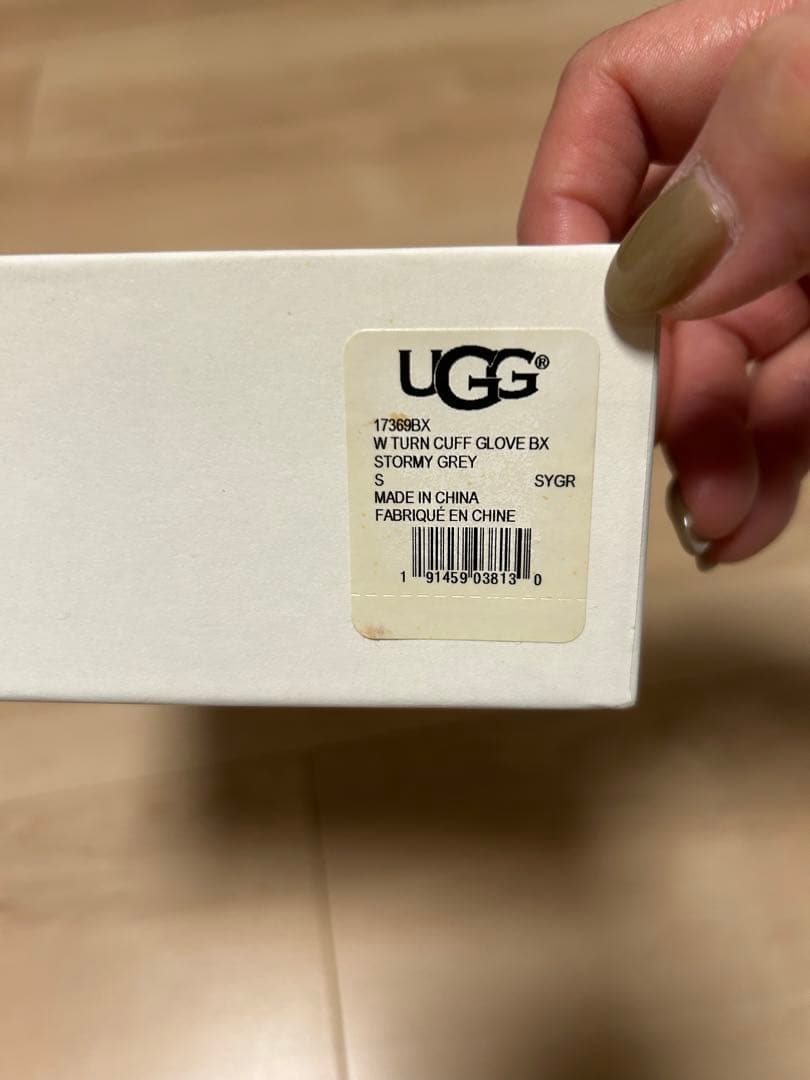 UGG®
17369BX
W TURN CUFF GLOVE BX
STORMY GREY
S SYGR
MADE IN CHINA
FABRIQUÉ EN CHINE
1 91459 03813 0